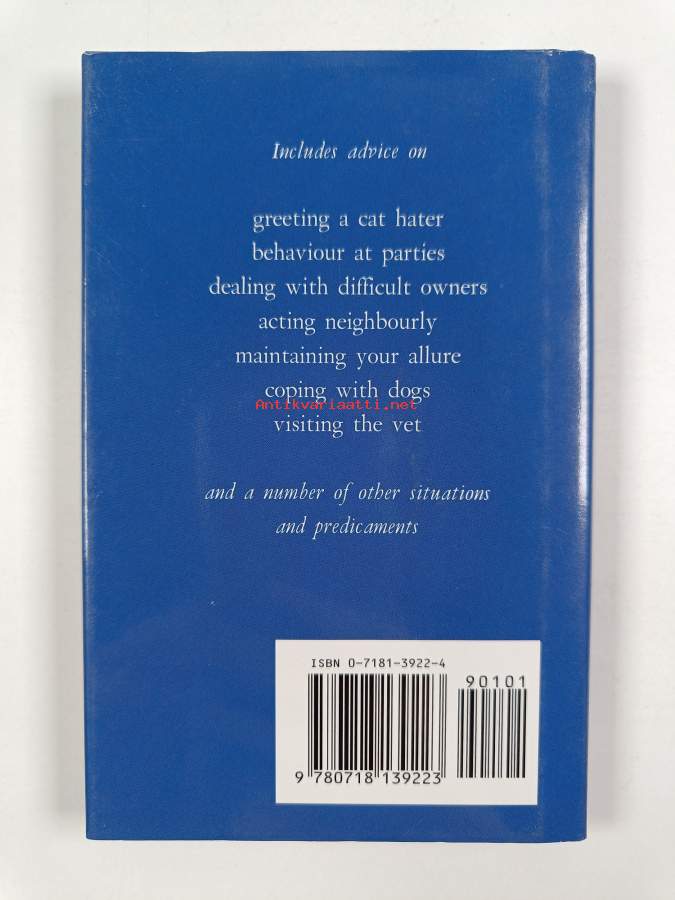 Includes advice on
greeting a cat hater
behaviour at parties
dealing with difficult owners
acting neighbourly
maintaining your allure
coping with dogs
Antikvariaatti.net
visiting the vet
and a number of other situations
and predicaments
ISBN 0-7181-3922-4
90101
9 780718 139223